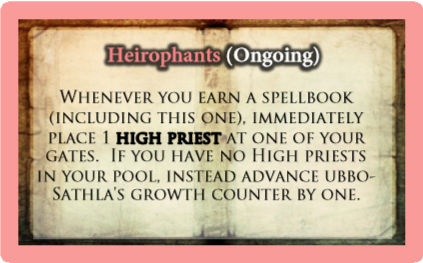 Heirophants (Ongoing)
Whenever you earn a spellbook
(including this one), immediately
place 1 HIGH PRIEST at one of your
gates. If you have no High priests
in your pool, instead advance ubbo-
Sathla's growth counter by one.